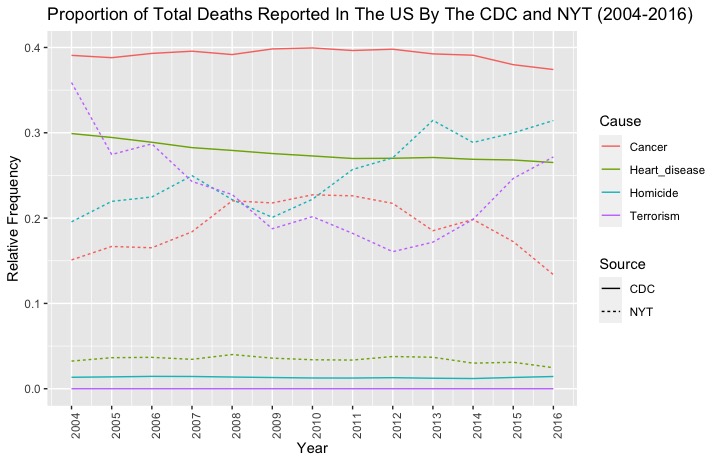 Proportion of Total Deaths Reported In The US By The CDC and NYT (2004-2016)
Relative Frequency
0.4
0.3
0.2
0.1
0.0
2004
2005
2006
2007
2008
2009
2010
2011
2012
2013
2014
2015
2016
Year
Cause
Cancer
Heart_disease
Homicide
Terrorism
Source
CDC
NYT